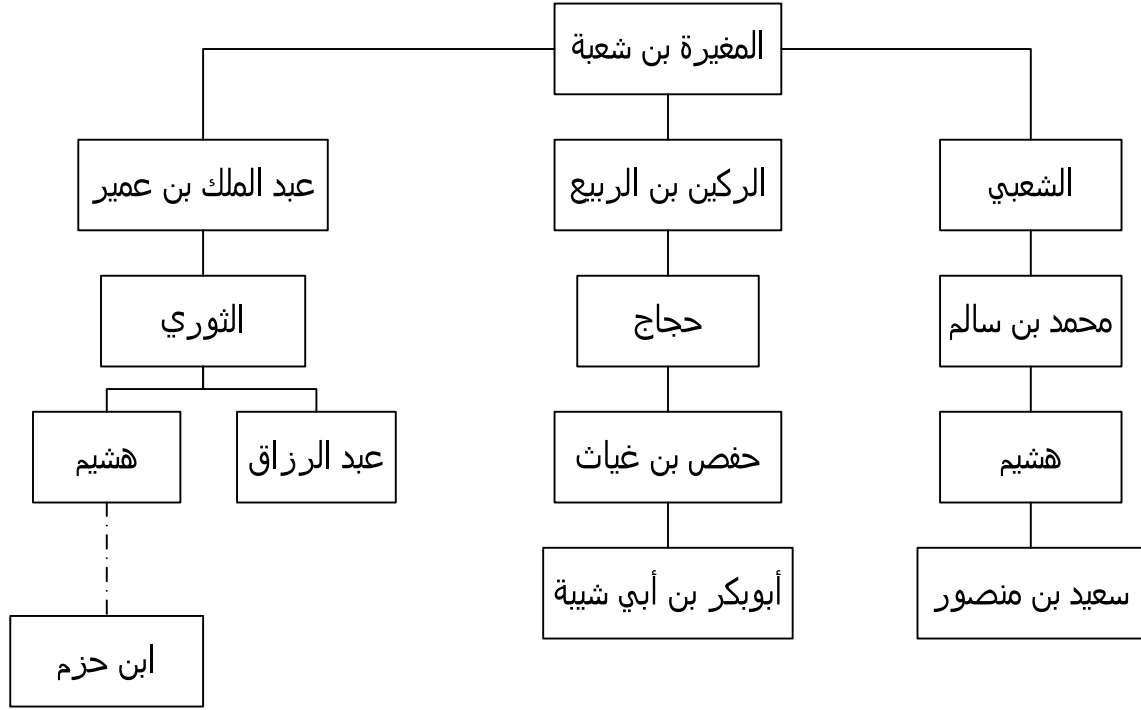 المغيرة بن شعبة
الشعبي
الركين بن الربيع
عبد الملك بن عمير
محمد بن سالم
حجاج
الثوري
هشيم
حفص بن غياث
عبد الرزاق
هشيم
سعيد بن منصور
أبوبكر بن أبي شيبة
ابن حزم